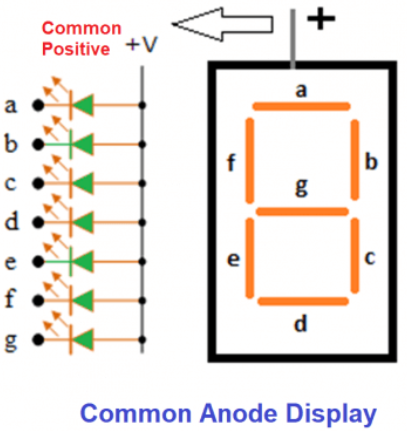 Common
Positive
+V
a
b
c
d
e
f
g
+
a
f
b
g
e
c
d
Common Anode Display